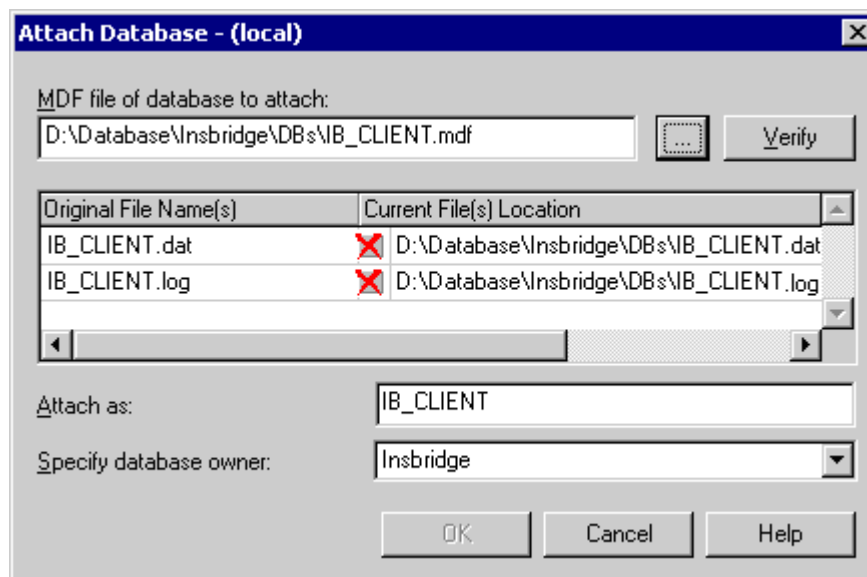 Attach Database - (local)
MDF file of database to attach:
D:\Database\Insbridge\DBs\IB_CLIENT.mdf
...
Verify
Original File Name(s) Current File(s) Location
IB_CLIENT.dat D:\Database\Insbridge\DBs\IB_CLIENT.dat
IB_CLIENT.log D:\Database\Insbridge\DBs\IB_CLIENT.log
Attach as: IB_CLIENT
Specify database owner: Insbridge
OK Cancel Help